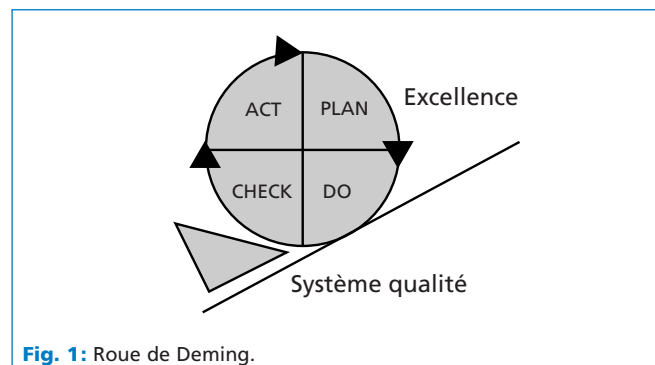 ACT PLAN
Excellence
CHECK DO
Système qualité
Fig. 1: Roue de Deming.